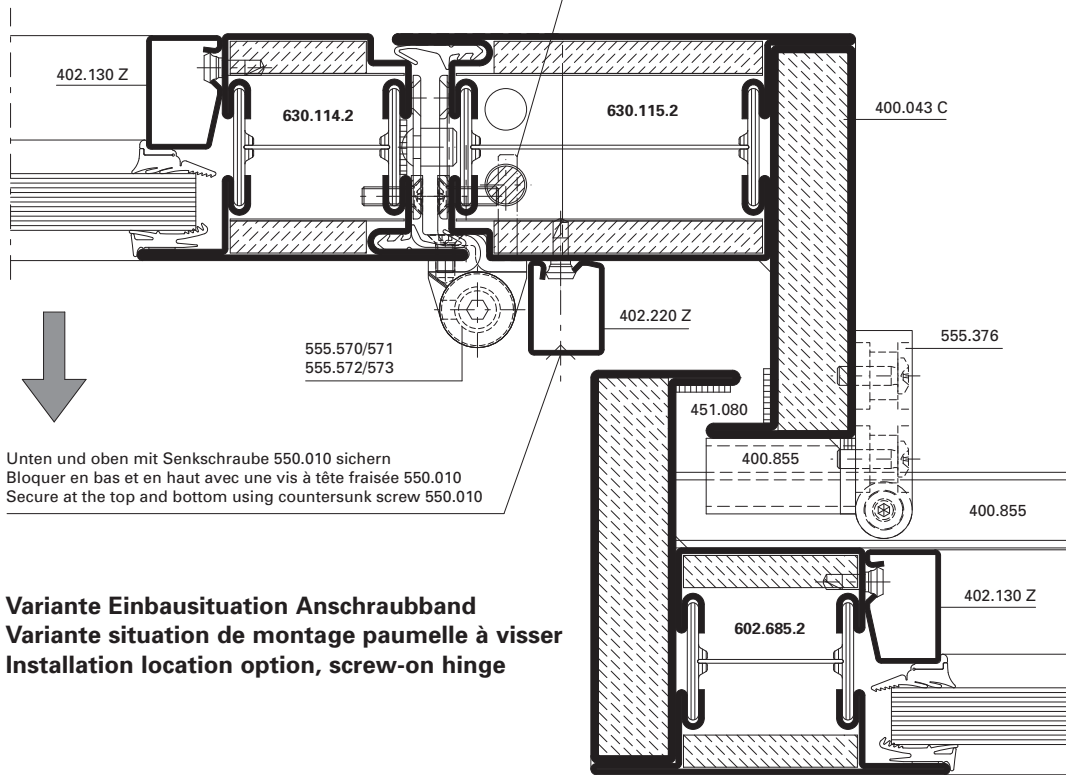 402.130 Z
630.114.2
630.115.2
400.043 C
402.220 Z
555.376
555.570/571
555.572/573
451.080
400.855
400.855
Unten und oben mit Senkschraube 550.010 sichern
Bloquer en bas et en haut avec une vis à tête fraisée 550.010
Secure at the top and bottom using countersunk screw 550.010
402.130 Z
602.685.2
Variante Einbausituation Anschraubband
Variante situation de montage paumelle à visser
Installation location option, screw-on hinge